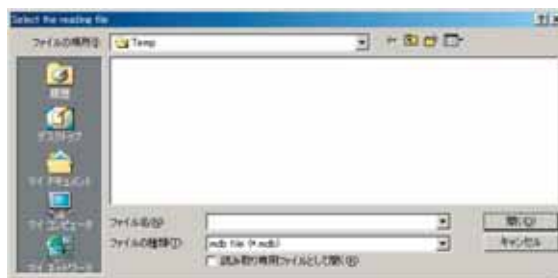 Select the reading file
ファイルの場所(I):
Temp
履歴
デスクトップ
マイ ドキュメント
マイ コンピュータ
マイ ネットワーク
ファイル名(N):
開く(O)
ファイルの種類(T):
mdb file (*.mdb)
キャンセル
読み取り専用ファイルとして開く(R)